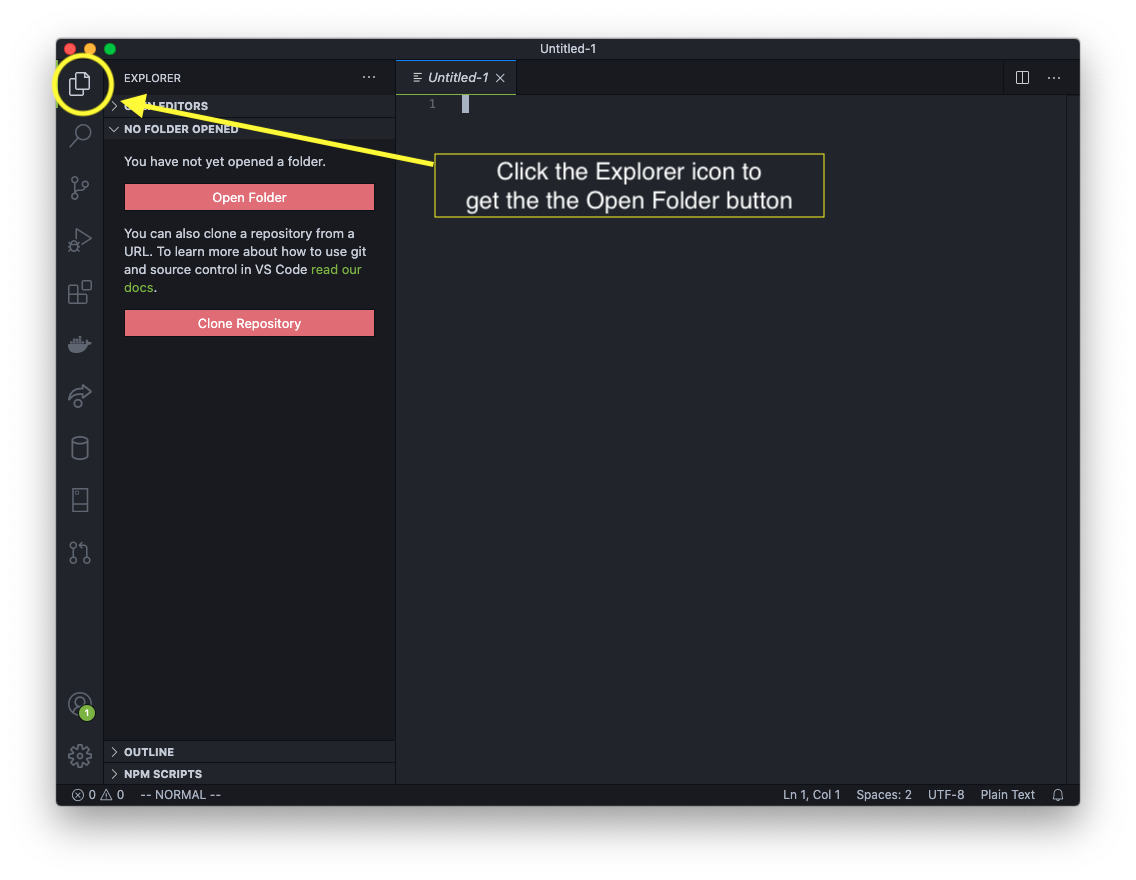 Untitled-1
EXPLORER
Untitled-1
OPEN EDITORS
1
NO FOLDER OPENED
You have not yet opened a folder.
Click the Explorer icon to
get the the Open Folder button
Open Folder
You can also clone a repository from a
URL. To learn more about how to use git
and source control in VS Code read our
docs.
Clone Repository
1
OUTLINE
NPM SCRIPTS
0 0 -- NORMAL -- Ln 1, Col 1 Spaces: 2 UTF-8 Plain Text